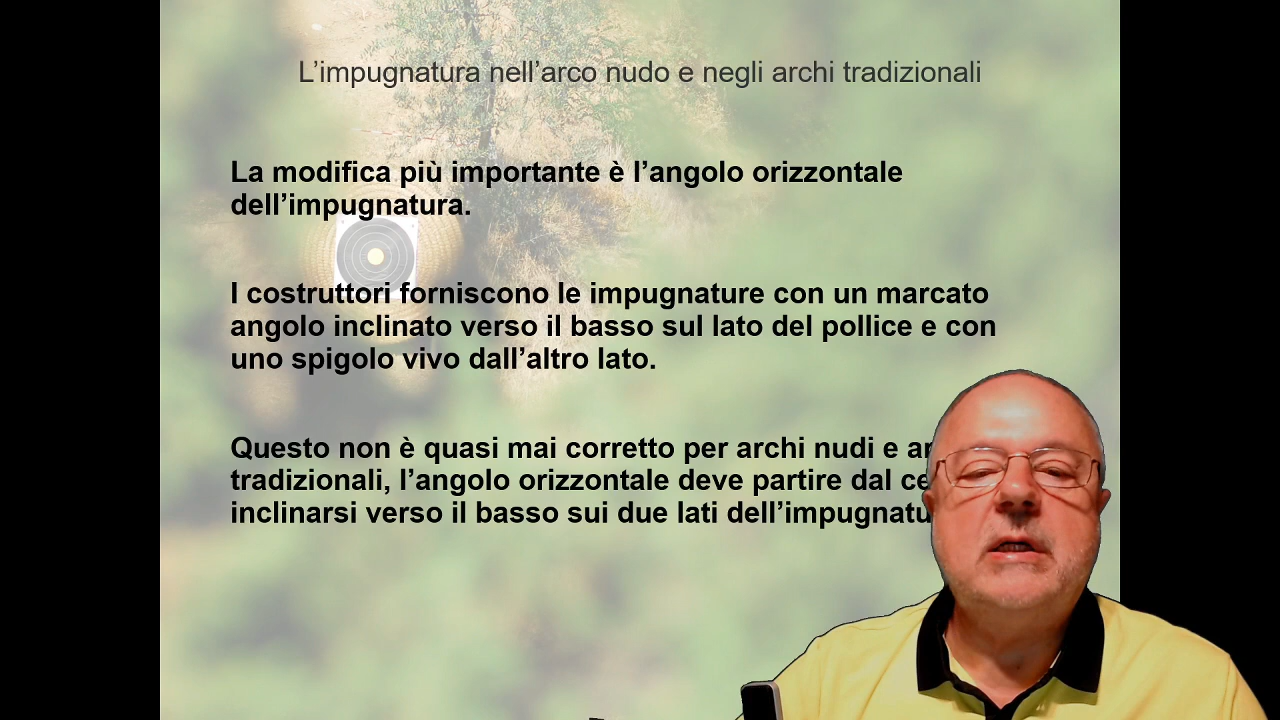 L’impugnatura nell’arco nudo e negli archi tradizionali
La modifica più importante è l’angolo orizzontale
dell’impugnatura.
I costruttori forniscono le impugnature con un marcato
angolo inclinato verso il basso sul lato del pollice e con
uno spigolo vivo dall’altro lato.
Questo non è quasi mai corretto per archi nudi e
tradizionali, l’angolo orizzontale deve partire dal
inclinarsi verso il basso sui due lati